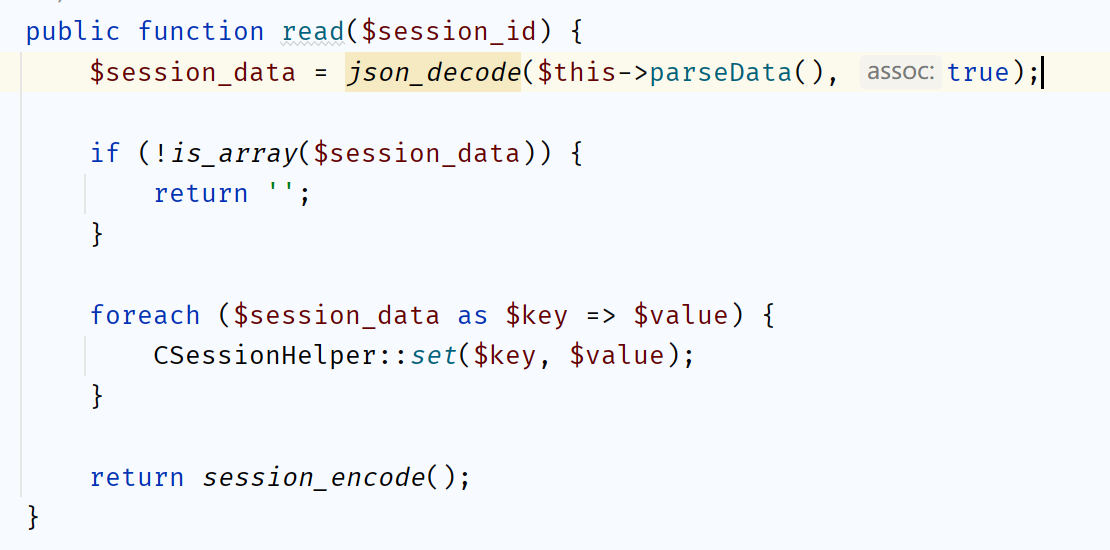 public function read($session_id) {
    $session_data = json_decode($this->parseData(), assoc: true);
    if (!is_array($session_data)) {
        return '';
    }
    foreach ($session_data as $key => $value) {
        CSessionHelper::set($key, $value);
    }
    return session_encode();
}